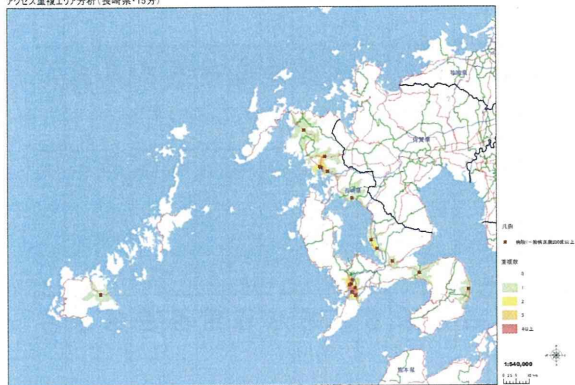 アクセス重複エリア分析（長崎県・15分）
福岡県
佐賀県
長崎県
熊本県
凡例
病院（一般病床数200床以上）
重複数
0
1
2
3
4以上
1:540,000